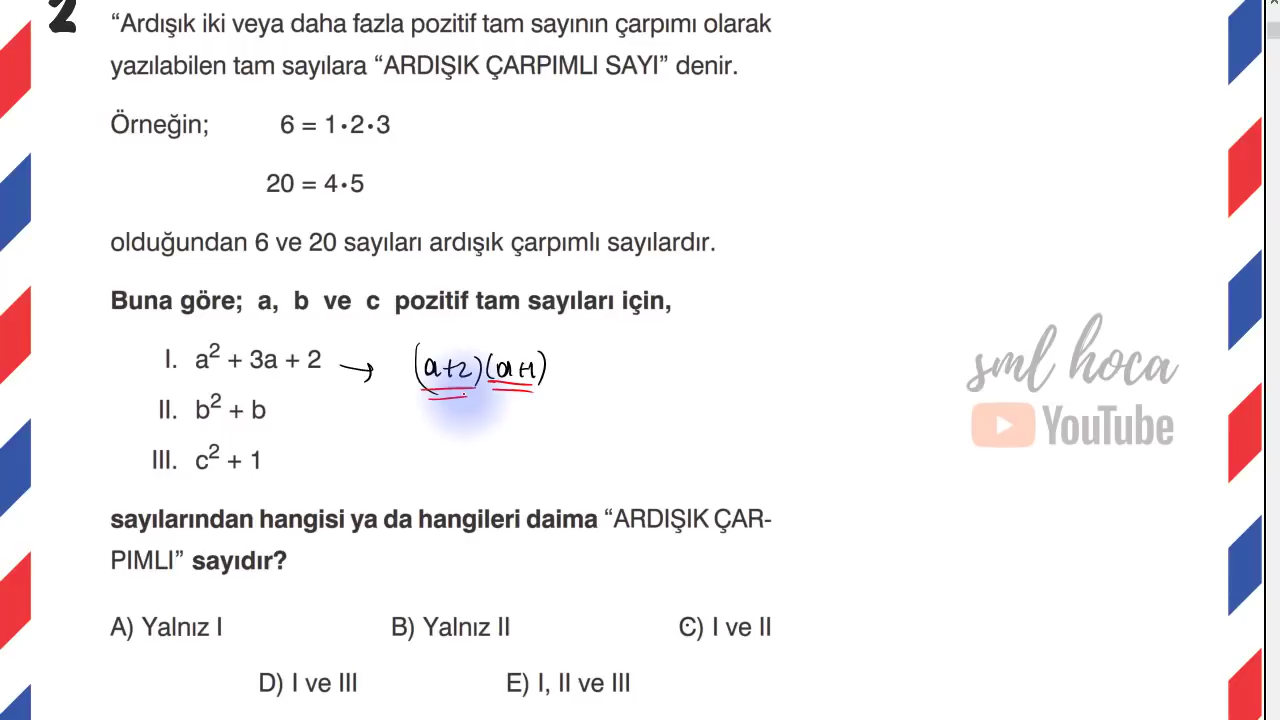 2
“Ardışık iki veya daha fazla pozitif tam sayının çarpımı olarak
yazılabilen tam sayılara “ARDIŞIK ÇARPIMLI SAYI” denir.
Örneğin; 6 = 1·2·3
20 = 4·5
olduğundan 6 ve 20 sayıları ardışık çarpımlı sayılardır.
Buna göre; a, b ve c pozitif tam sayıları için,
I. a² + 3a + 2 → (a+2)(a+1)
II. b² + b
III. c² + 1
sml hoca
YouTube
sayılarından hangisi ya da hangileri daima “ARDIŞIK ÇAR-
PIMLI” sayıdır?
A) Yalnız I B) Yalnız II C) I ve II
D) I ve III E) I, II ve III